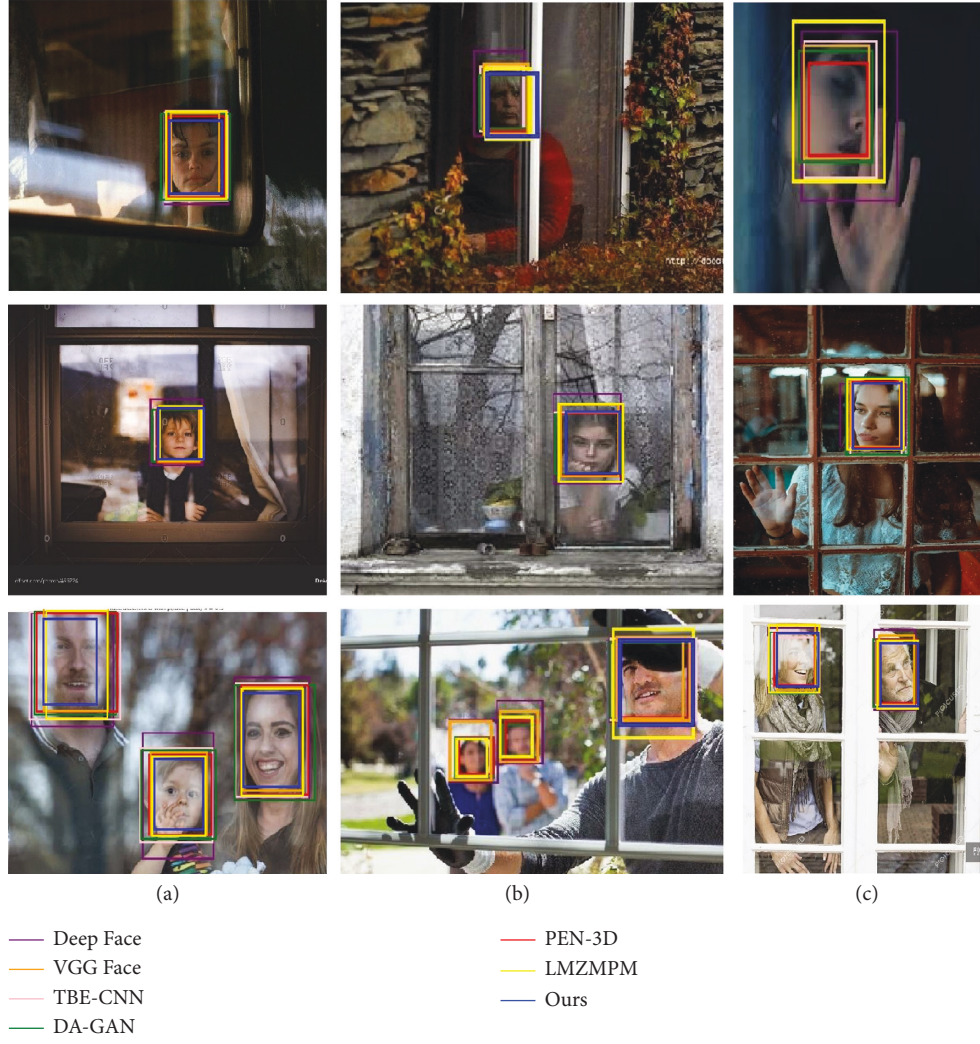 (a)
(b)
(c)
Deep Face
VGG Face
TBE-CNN
DA-GAN
PEN-3D
LMZMPM
Ours